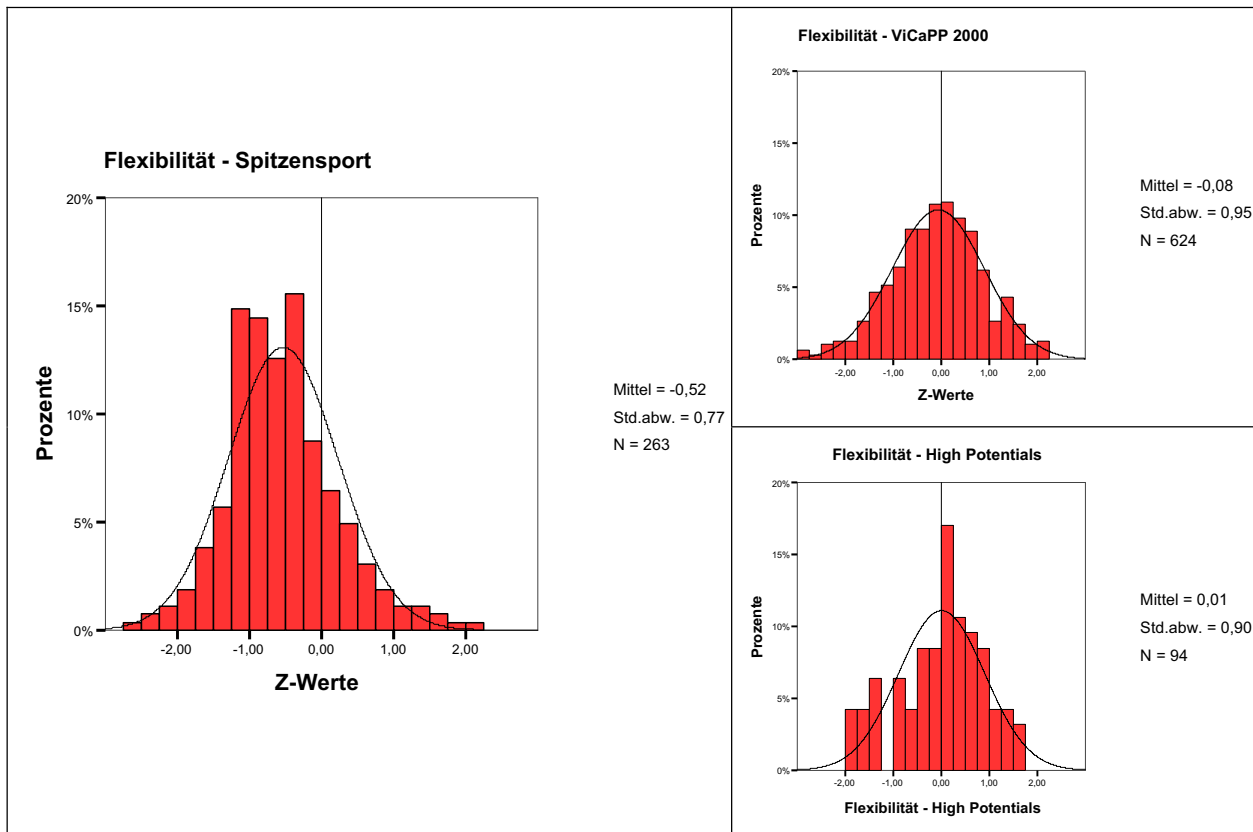 Flexibilität - Spitzensport
20%
15%
10%
5%
0%
Prozente
-2,00 -1,00 0,00 1,00 2,00
Z-Werte
Mittel = -0,52
Std.abw. = 0,77
N = 263
Flexibilität - ViCaPP 2000
20%
15%
10%
5%
0%
Prozente
-2,00 -1,00 0,00 1,00 2,00
Z-Werte
Mittel = -0,08
Std.abw. = 0,95
N = 624
Flexibilität - High Potentials
20%
15%
10%
5%
0%
Prozente
-2,00 -1,00 0,00 1,00 2,00
Flexibilität - High Potentials
Mittel = 0,01
Std.abw. = 0,90
N = 94